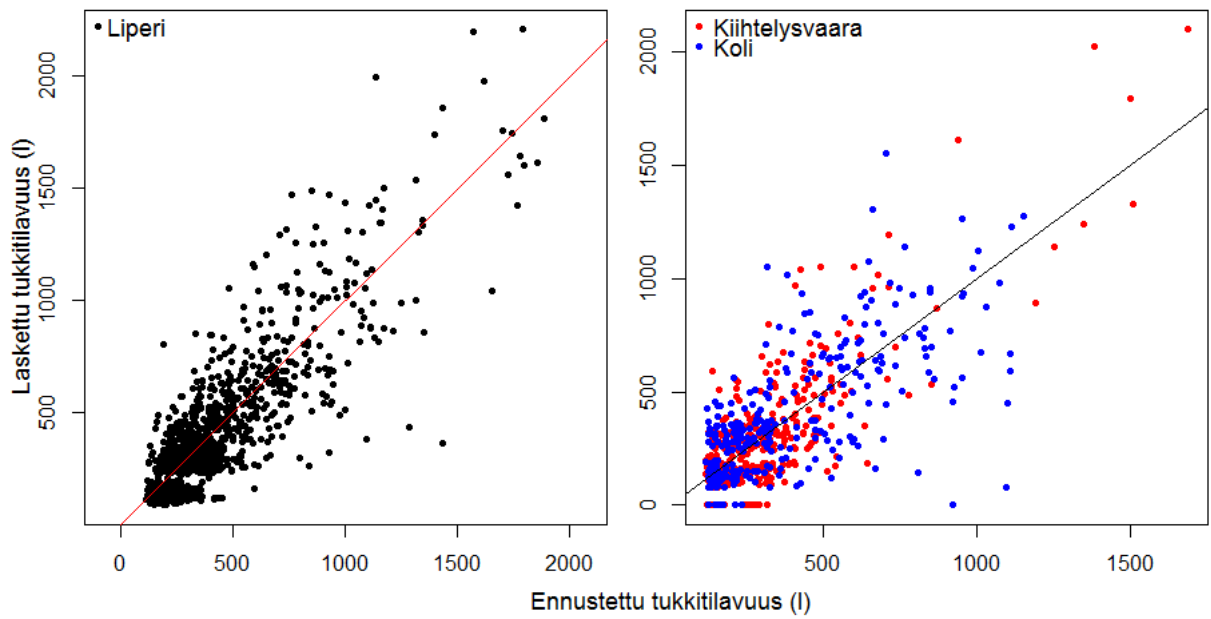 Liperi
Kiihtelysvaara
Koli
Laskettu tukkitilavuus (l)
2000
1500
1000
500
2000
1500
1000
500
0
0 500 1000 1500 2000
500 1000 1500
Ennustettu tukkitilavuus (l)